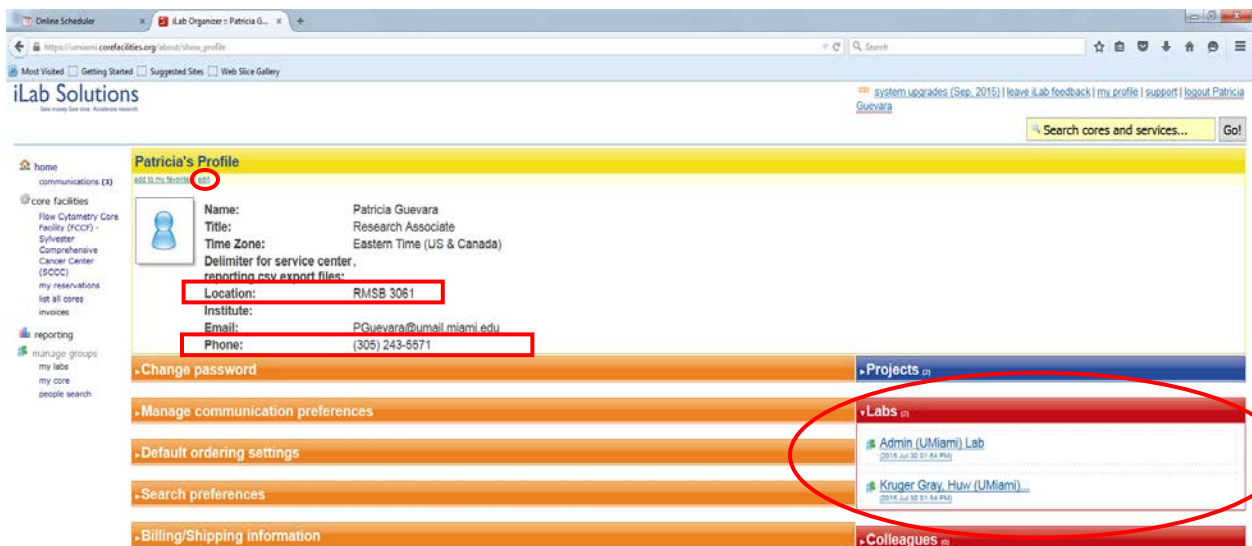 Online Scheduler x iLab Organizer :: Patricia G... x +
https://umiami.corefacilities.org/about/show_profile
Search
Most Visited Getting Started Suggested Sites Web Slice Gallery
iLab Solutions
system upgrades (Sep, 2015) | leave iLab feedback | my profile | support | logout Patricia
Guevara
Search cores and services... Go!
home
communications (3)
core facilities
Flow Cytometry Core
Facility (FCCF) -
Sylvester
Comprehensive
Cancer Center
(SCCC)
my reservations
list all cores
invoices
reporting
manage groups
my labs
my core
people search
Patricia's Profile
add to my favorites edit
Name: Patricia Guevara
Title: Research Associate
Time Zone: Eastern Time (US & Canada)
Delimiter for service center ,
reporting csv export files:
Location: RMSB 3061
Institute:
Email: PGuevara@umail.miami.edu
Phone: (305) 243-5571
Change password
Manage communication preferences
Default ordering settings
Search preferences
Billing/Shipping information
Projects (2)
Labs (2)
Admin (UMiami) Lab
Kruger Gray, Huw (UMiami)...
Colleagues (0)